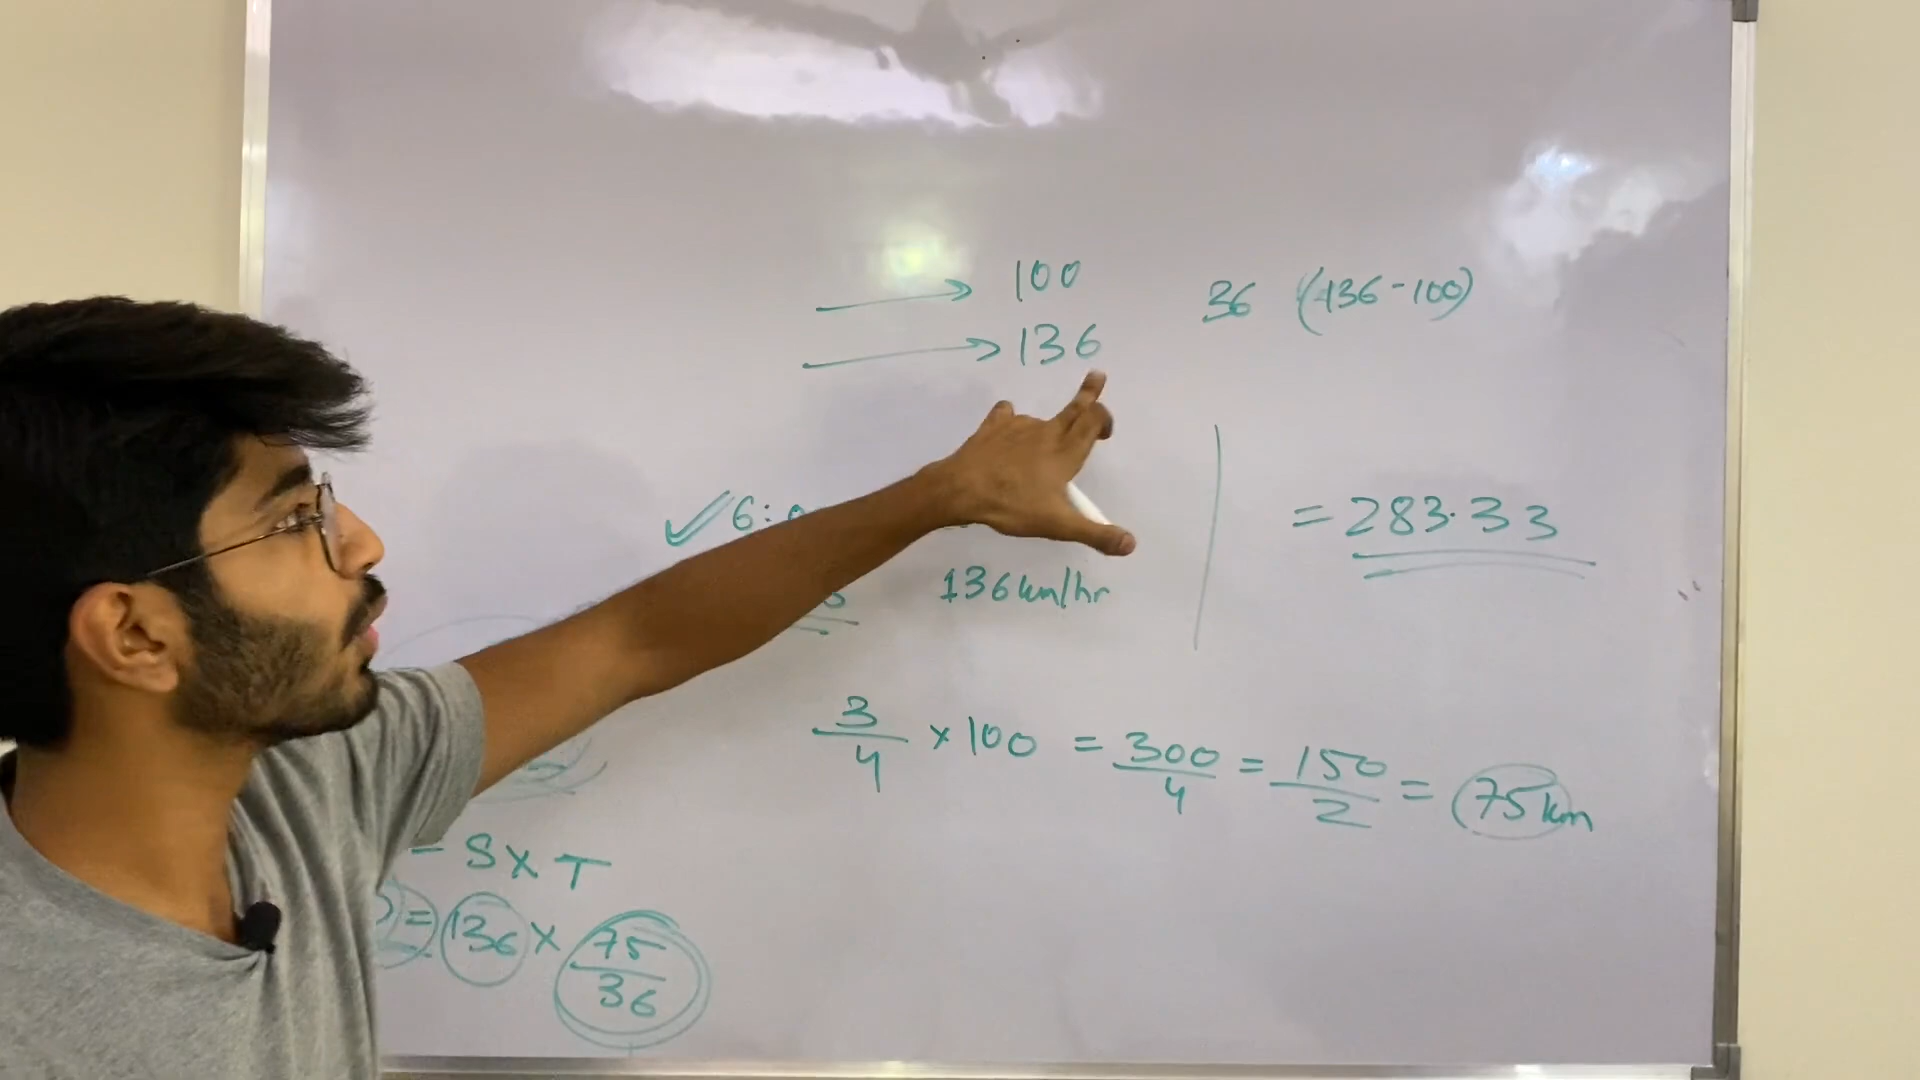 → 100
→ 136
36 (136-100)
✓ 6:
136 km/hr
= 283.33
3/4 × 100 = 300/4 = 150/2 = 75 km
= S × T
= 136 × 75/36